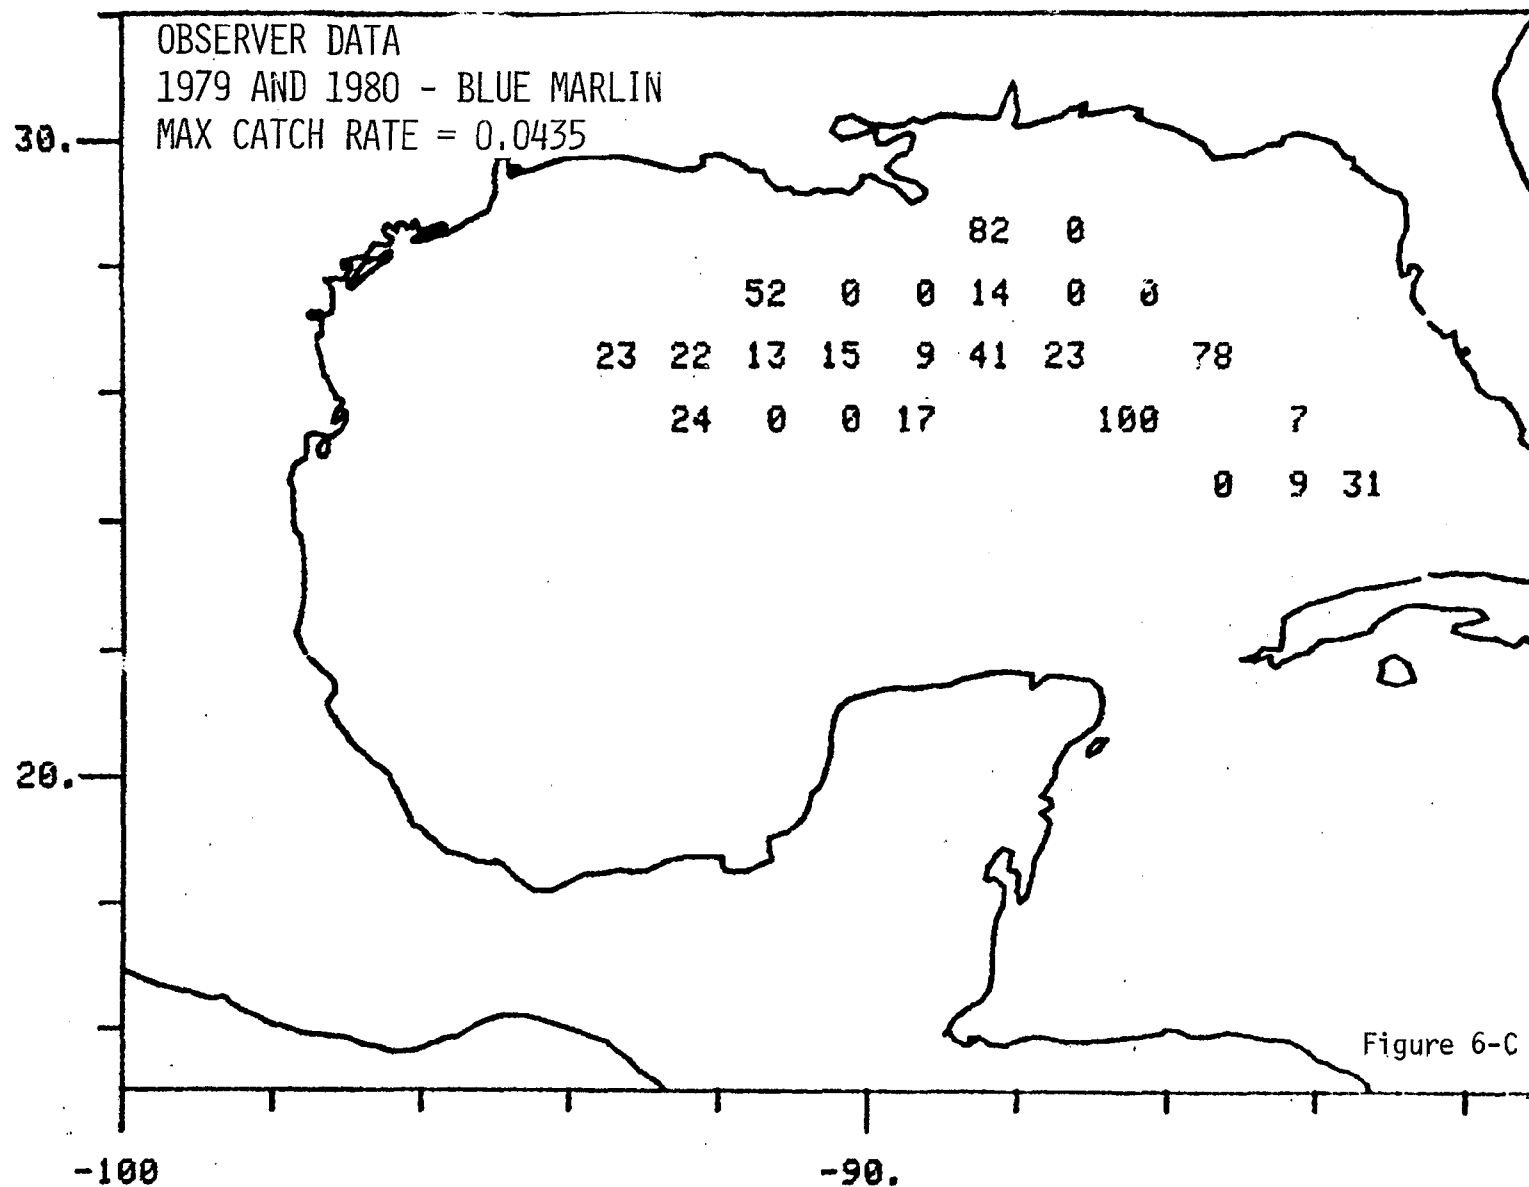 OBSERVER DATA
1979 AND 1980 - BLUE MARLIN
MAX CATCH RATE = 0.0435
30.
82 0
52 0 0 14 0 0
23 22 13 15 9 41 23 78
24 0 0 17 100 7
0 9 31
20.
Figure 6-C
-100 -90.